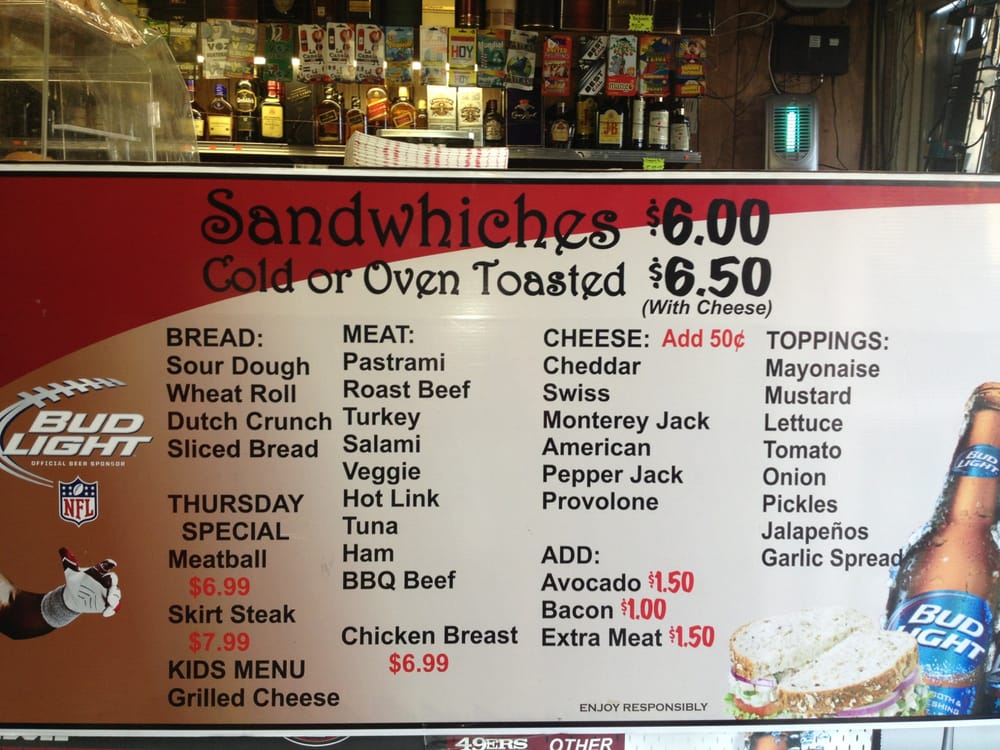 VOZ
HOY
J&B
Sandwhiches $6.00
Cold or Oven Toasted $6.50
(With Cheese)
BREAD:
Sour Dough
Wheat Roll
Dutch Crunch
Sliced Bread
THURSDAY
SPECIAL
Meatball
$6.99
Skirt Steak
$7.99
KIDS MENU
Grilled Cheese
MEAT:
Pastrami
Roast Beef
Turkey
Salami
Veggie
Hot Link
Tuna
Ham
BBQ Beef
Chicken Breast
$6.99
CHEESE: Add 50¢
Cheddar
Swiss
Monterey Jack
American
Pepper Jack
Provolone
ADD:
Avocado $1.50
Bacon $1.00
Extra Meat $1.50
TOPPINGS:
Mayonaise
Mustard
Lettuce
Tomato
Onion
Pickles
Jalapeños
Garlic Spread
BUD
LIGHT
OFFICIAL BEER SPONSOR
NFL
BUD
LIGHT
BUD
LIGHT
ENJOY RESPONSIBLY
49ERS OTHER